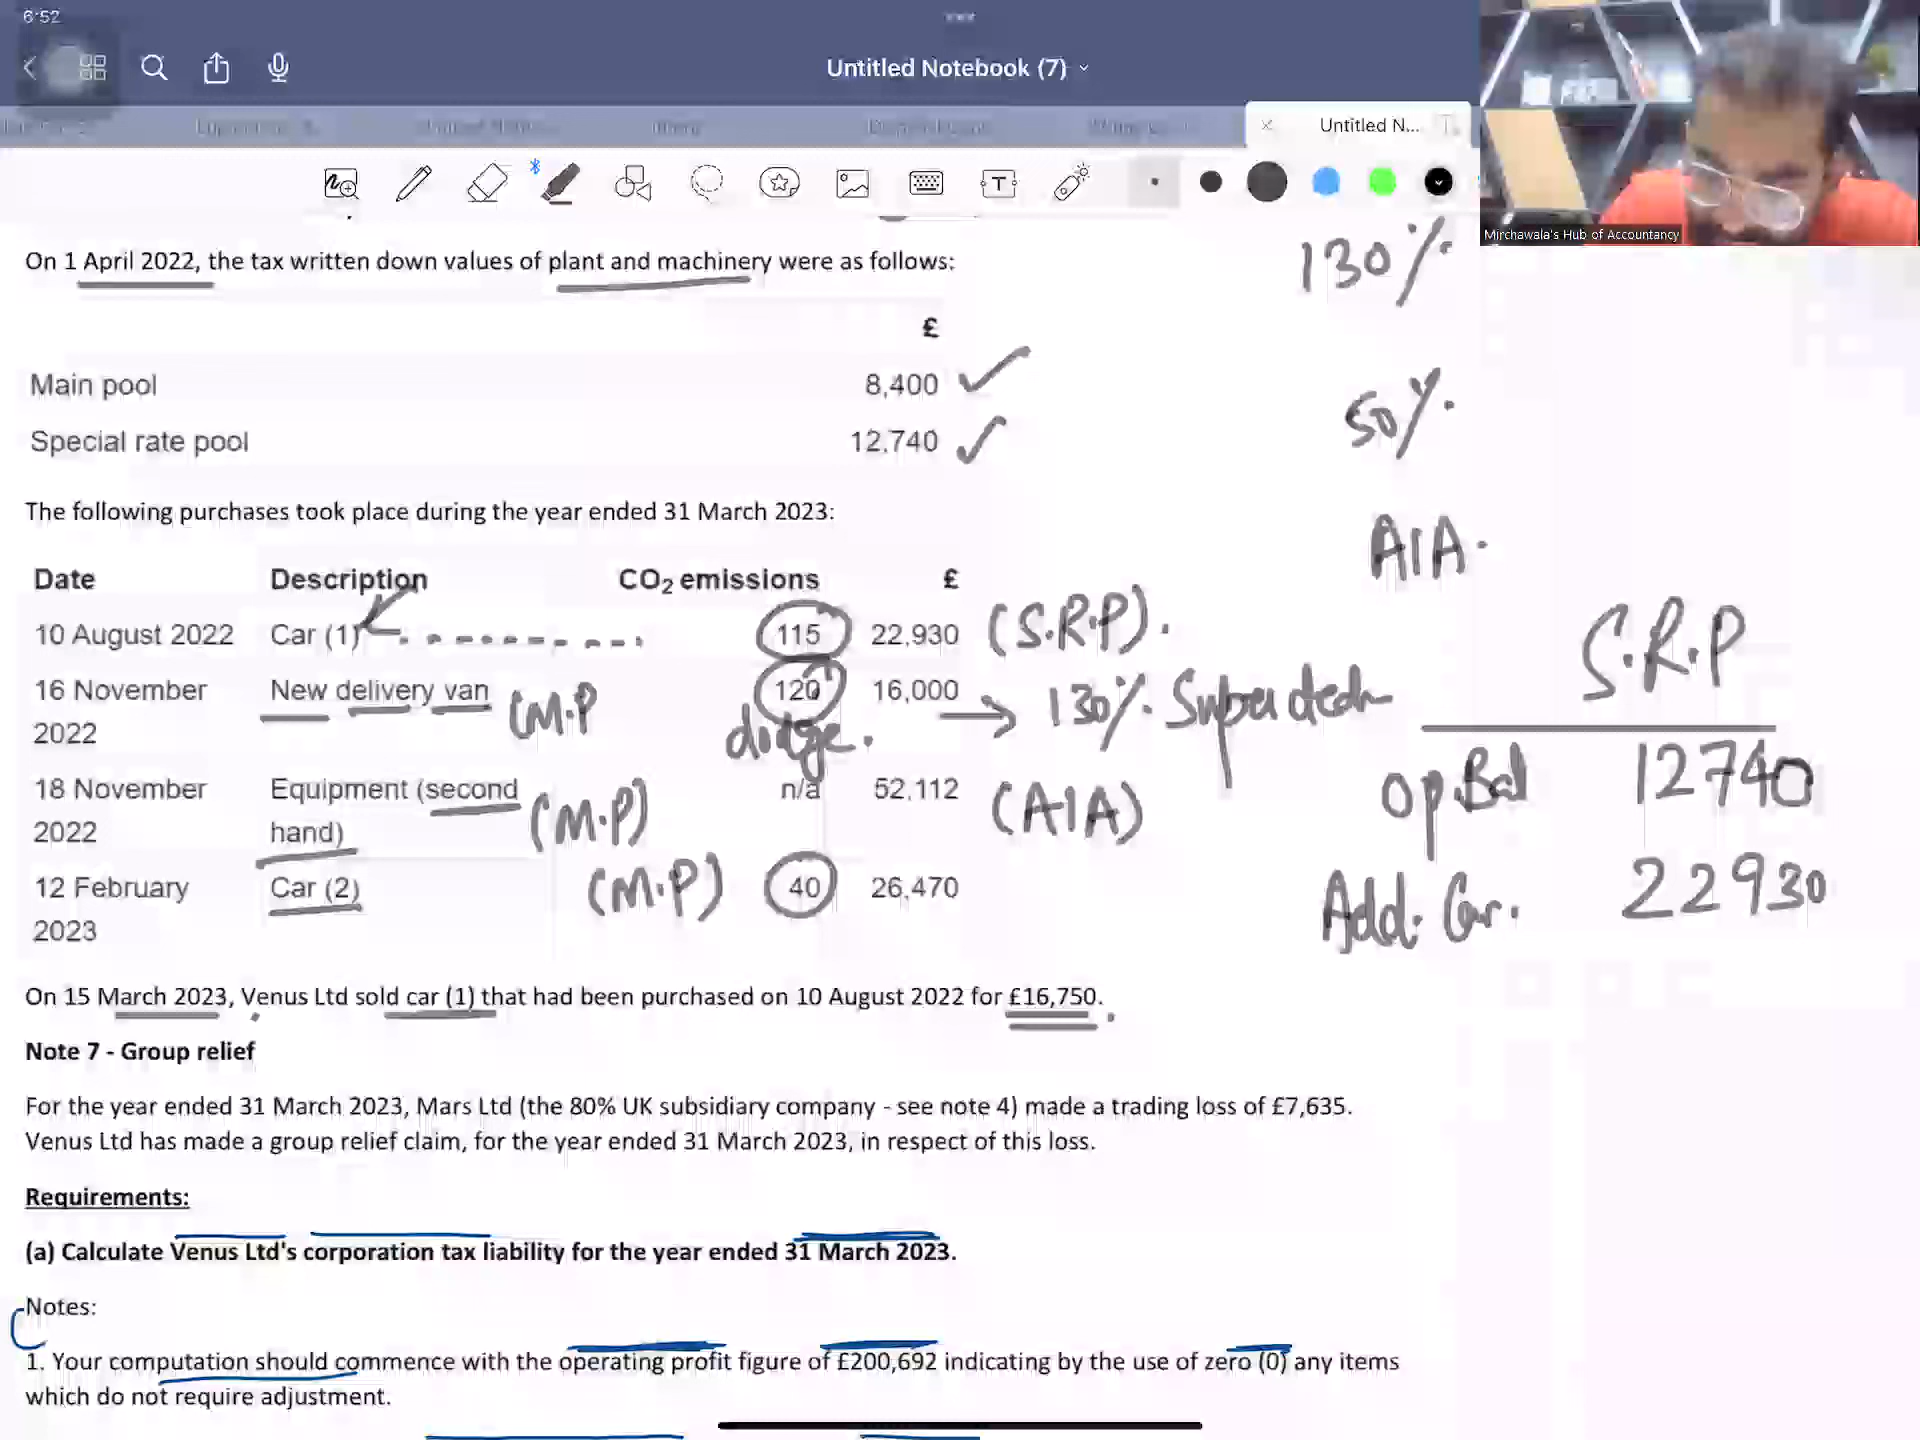 6:52
Untitled Notebook (7)
Untitled N...
Mirchawala's Hub of Accountancy
On 1 April 2022, the tax written down values of plant and machinery were as follows:
130%
£
Main pool 8,400
50%
Special rate pool 12,740
The following purchases took place during the year ended 31 March 2023:
AIA.
Date Description CO2 emissions £
10 August 2022 Car (1) 115 22,930 (S.R.P).
S.R.P
16 November 2022 New delivery van (M.P 120 16,000 → 130%
dodge.
Op.Bal 12740
18 November 2022 Equipment (second hand) (M.P) n/a 52,112 (AIA)
Add. Car. 22930
12 February 2023 Car (2) (M.P) 40 26,470
On 15 March 2023, Venus Ltd sold car (1) that had been purchased on 10 August 2022 for £16,750.
Note 7 - Group relief
For the year ended 31 March 2023, Mars Ltd (the 80% UK subsidiary company - see note 4) made a trading loss of £7,635.
Venus Ltd has made a group relief claim, for the year ended 31 March 2023, in respect of this loss.
Requirements:
(a) Calculate Venus Ltd's corporation tax liability for the year ended 31 March 2023.
Notes:
1. Your computation should commence with the operating profit figure of £200,692 indicating by the use of zero (0) any items
which do not require adjustment.